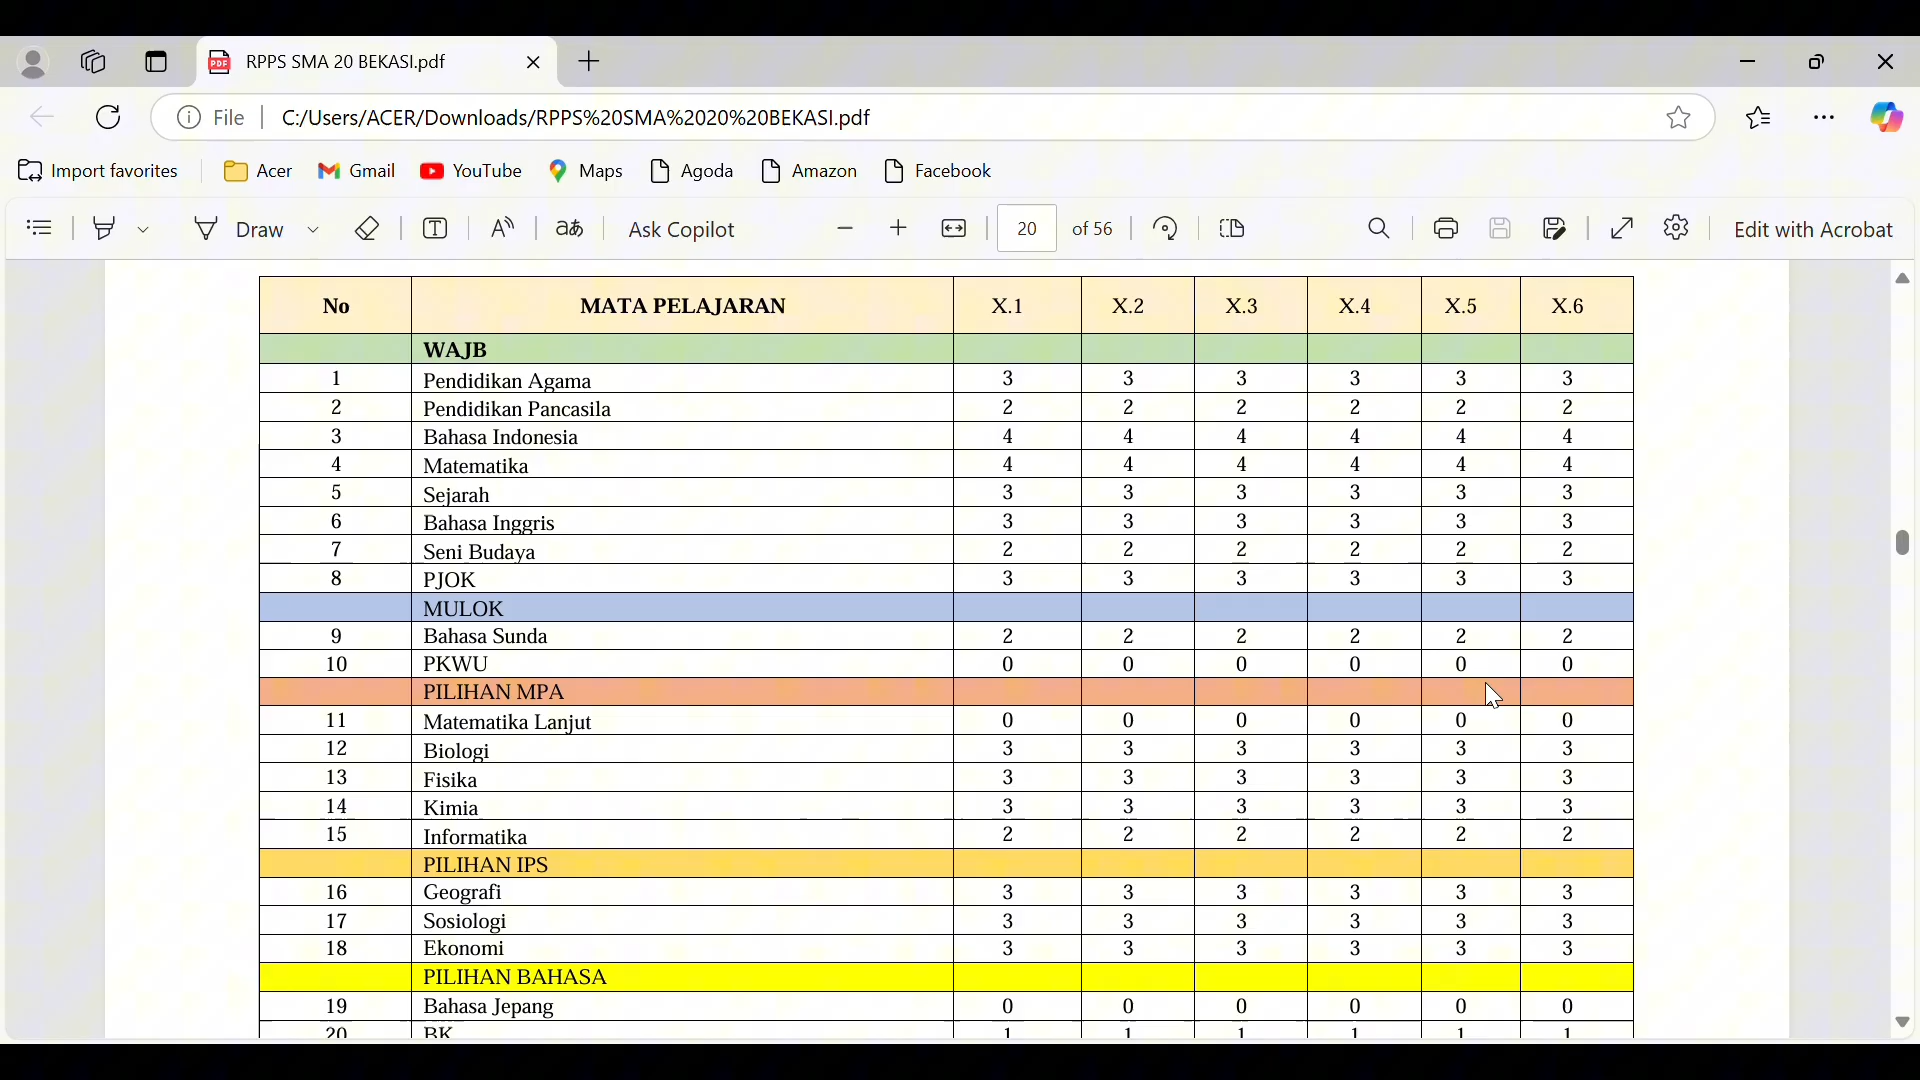 RPPS SMA 20 BEKASI.pdf
File C:/Users/ACER/Downloads/RPPS%20SMA%2020%20BEKASI.pdf
Import favorites Acer Gmail YouTube Maps Agoda Amazon Facebook
Draw T aあ Ask Copilot 20 of 56 Edit with Acrobat
No MATA PELAJARAN X.1 X.2 X.3 X.4 X.5 X.6
WAJB
1 Pendidikan Agama 3 3 3 3 3 3
2 Pendidikan Pancasila 2 2 2 2 2 2
3 Bahasa Indonesia 4 4 4 4 4 4
4 Matematika 4 4 4 4 4 4
5 Sejarah 3 3 3 3 3 3
6 Bahasa Inggris 3 3 3 3 3 3
7 Seni Budaya 2 2 2 2 2 2
8 PJOK 3 3 3 3 3 3
MULOK
9 Bahasa Sunda 2 2 2 2 2 2
10 PKWU 0 0 0 0 0 0
PILIHAN MPA
11 Matematika Lanjut 0 0 0 0 0 0
12 Biologi 3 3 3 3 3 3
13 Fisika 3 3 3 3 3 3
14 Kimia 3 3 3 3 3 3
15 Informatika 2 2 2 2 2 2
PILIHAN IPS
16 Geografi 3 3 3 3 3 3
17 Sosiologi 3 3 3 3 3 3
18 Ekonomi 3 3 3 3 3 3
PILIHAN BAHASA
19 Bahasa Jepang 0 0 0 0 0 0
20 BK 1 1 1 1 1 1